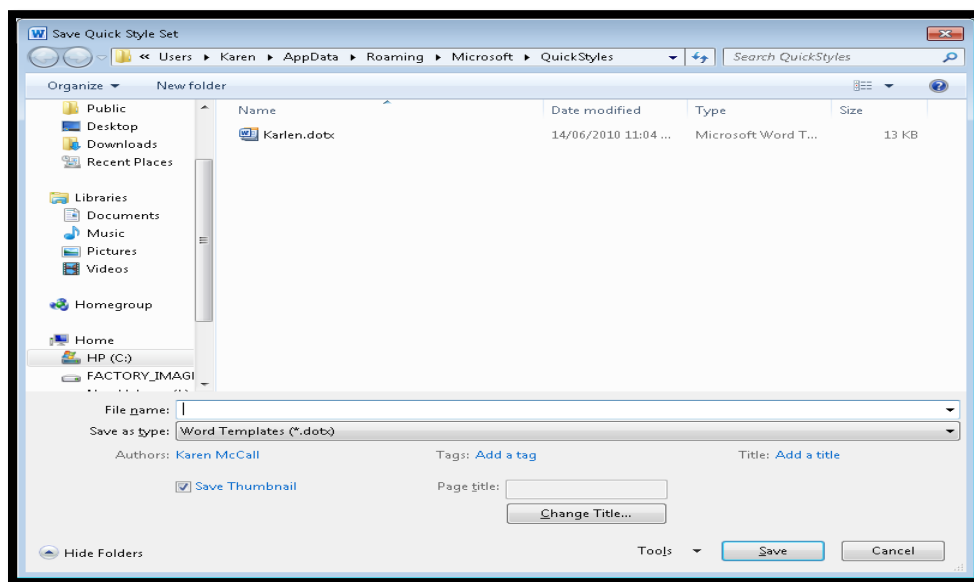 Save Quick Style Set
« Users ▸ Karen ▸ AppData ▸ Roaming ▸ Microsoft ▸ QuickStyles
Search QuickStyles
Organize New folder
Name Date modified Type Size
Karlen.dotx 14/06/2010 11:04 ... Microsoft Word T... 13 KB
Public
Desktop
Downloads
Recent Places
Libraries
Documents
Music
Pictures
Videos
Homegroup
Home
HP (C:)
FACTORY_IMAGI
File name:
Save as type: Word Templates (*.dotx)
Authors: Karen McCall Tags: Add a tag Title: Add a title
Save Thumbnail Page title:
Change Title...
Hide Folders Tools Save Cancel